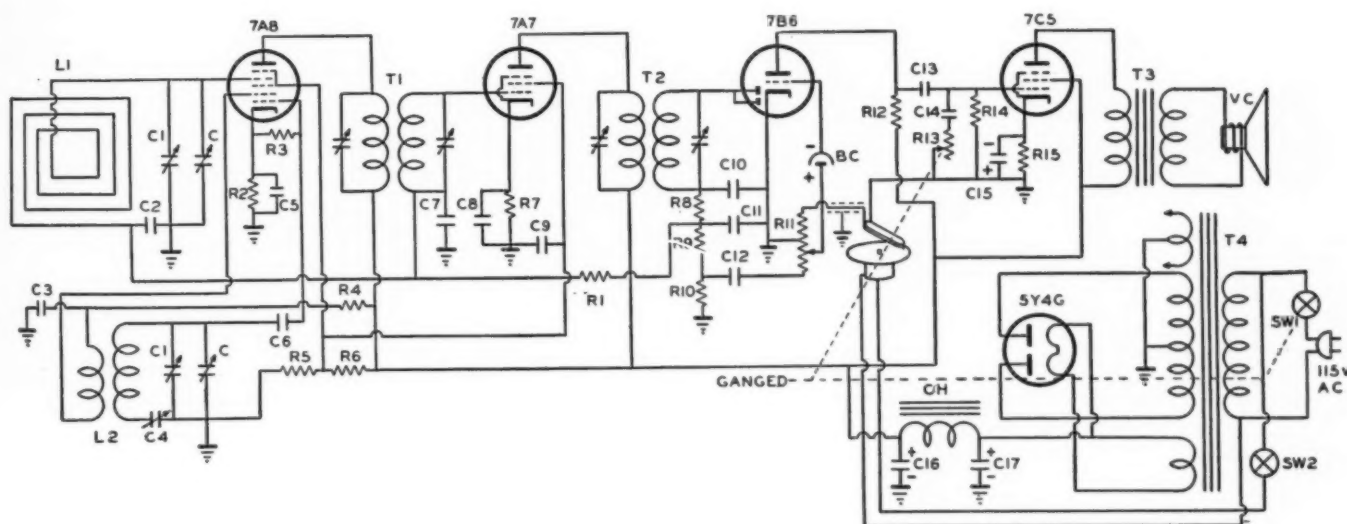 7A8
7A7
7B6
7C5
L1
C1
C
R3
R2
C5
C2
T1
C7
C8
R7
C9
T2
R8
C10
C11
R9
C12
R10
R11
BC
-
+
R12
C13
C14
R13
R14
-
+
C15
R15
T3
VC
T4
C3
R4
R1
C6
C1
C
R5
R6
L2
C4
GANGED
CH
+
C16
-
+
C17
-
5Y4G
SW1
115v
AC
SW2